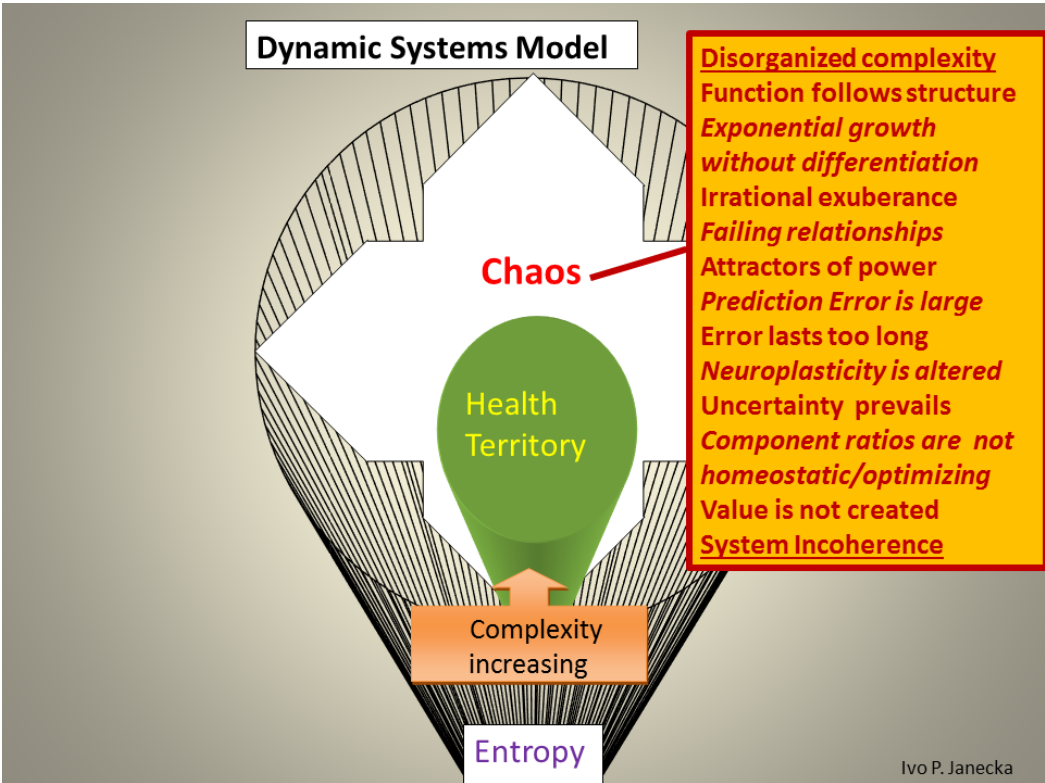 Dynamic Systems Model
Disorganized complexity
Function follows structure
Exponential growth
without differentiation
Irrational exuberance
Failing relationships
Attractors of power
Prediction Error is large
Error lasts too long
Neuroplasticity is altered
Uncertainty prevails
Component ratios are not
homeostatic/optimizing
Value is not created
System Incoherence
Chaos
Health
Territory
Complexity
increasing
Entropy
Ivo P. Janecka